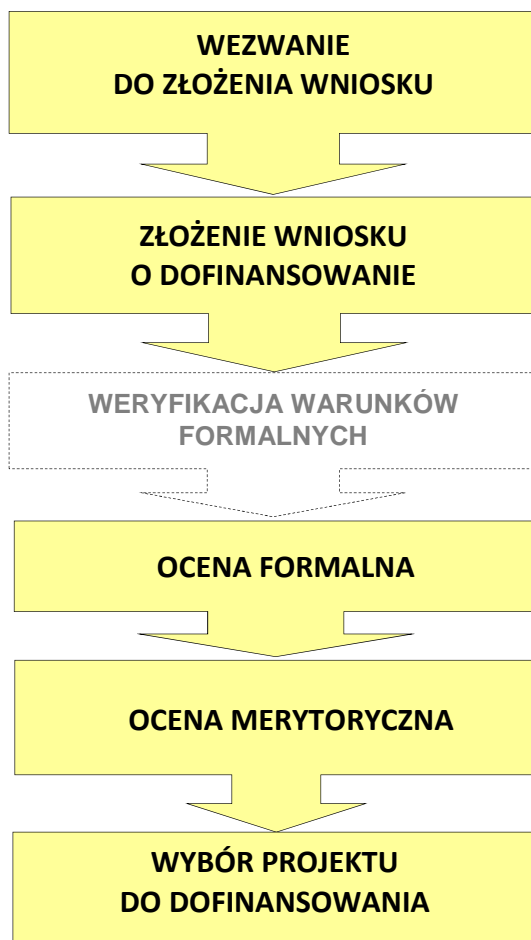 WEZWANIE
DO ZŁOŻENIA WNIOSKU
ZŁOŻENIE WNIOSKU
O DOFINANSOWANIE
WERYFIKACJA WARUNKÓW
FORMALNYCH
OCENA FORMALNA
OCENA MERYTORYCZNA
WYBÓR PROJEKTU
DO DOFINANSOWANIA